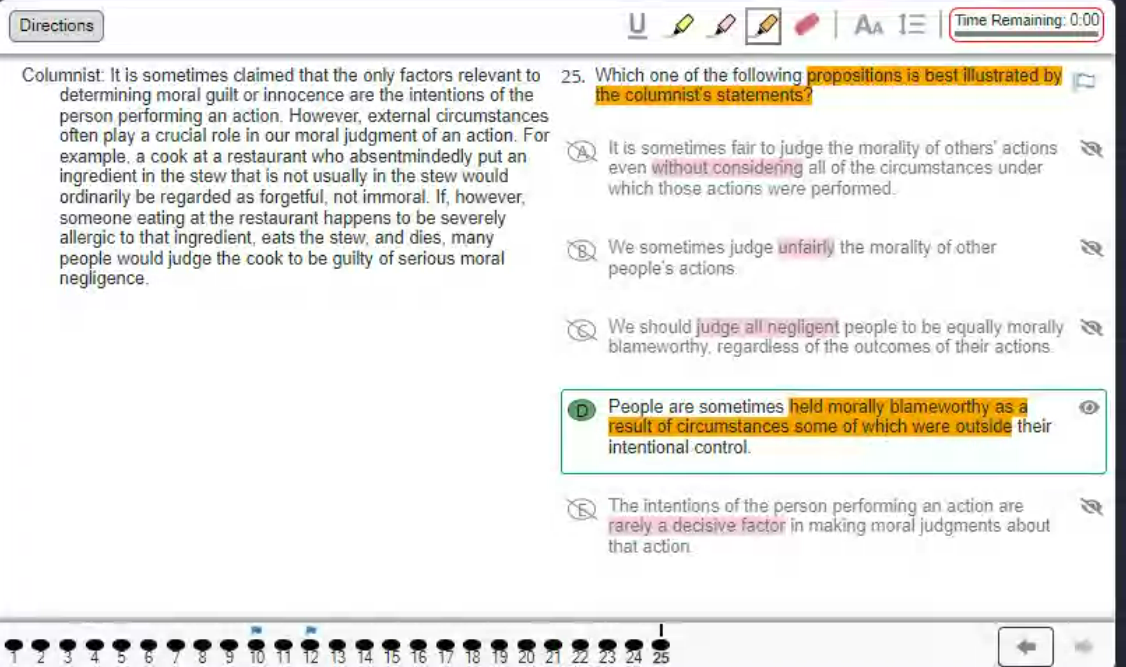 Directions
U
AA
Time Remaining: 0:00
Columnist: It is sometimes claimed that the only factors relevant to
determining moral guilt or innocence are the intentions of the
person performing an action. However, external circumstances
often play a crucial role in our moral judgment of an action. For
example, a cook at a restaurant who absentmindedly put an
ingredient in the stew that is not usually in the stew would
ordinarily be regarded as forgetful, not immoral. If, however,
someone eating at the restaurant happens to be severely
allergic to that ingredient, eats the stew, and dies, many
people would judge the cook to be guilty of serious moral
negligence.
25. Which one of the following propositions is best illustrated by
the columnist's statements?
A It is sometimes fair to judge the morality of others' actions
even without considering all of the circumstances under
which those actions were performed.
B We sometimes judge unfairly the morality of other
people's actions.
C We should judge all negligent people to be equally morally
blameworthy, regardless of the outcomes of their actions.
D People are sometimes held morally blameworthy as a
result of circumstances some of which were outside their
intentional control.
E The intentions of the person performing an action are
rarely a decisive factor in making moral judgments about
that action.
1 2 3 4 5 6 7 8 9 10 11 12 13 14 15 16 17 18 19 20 21 22 23 24 25